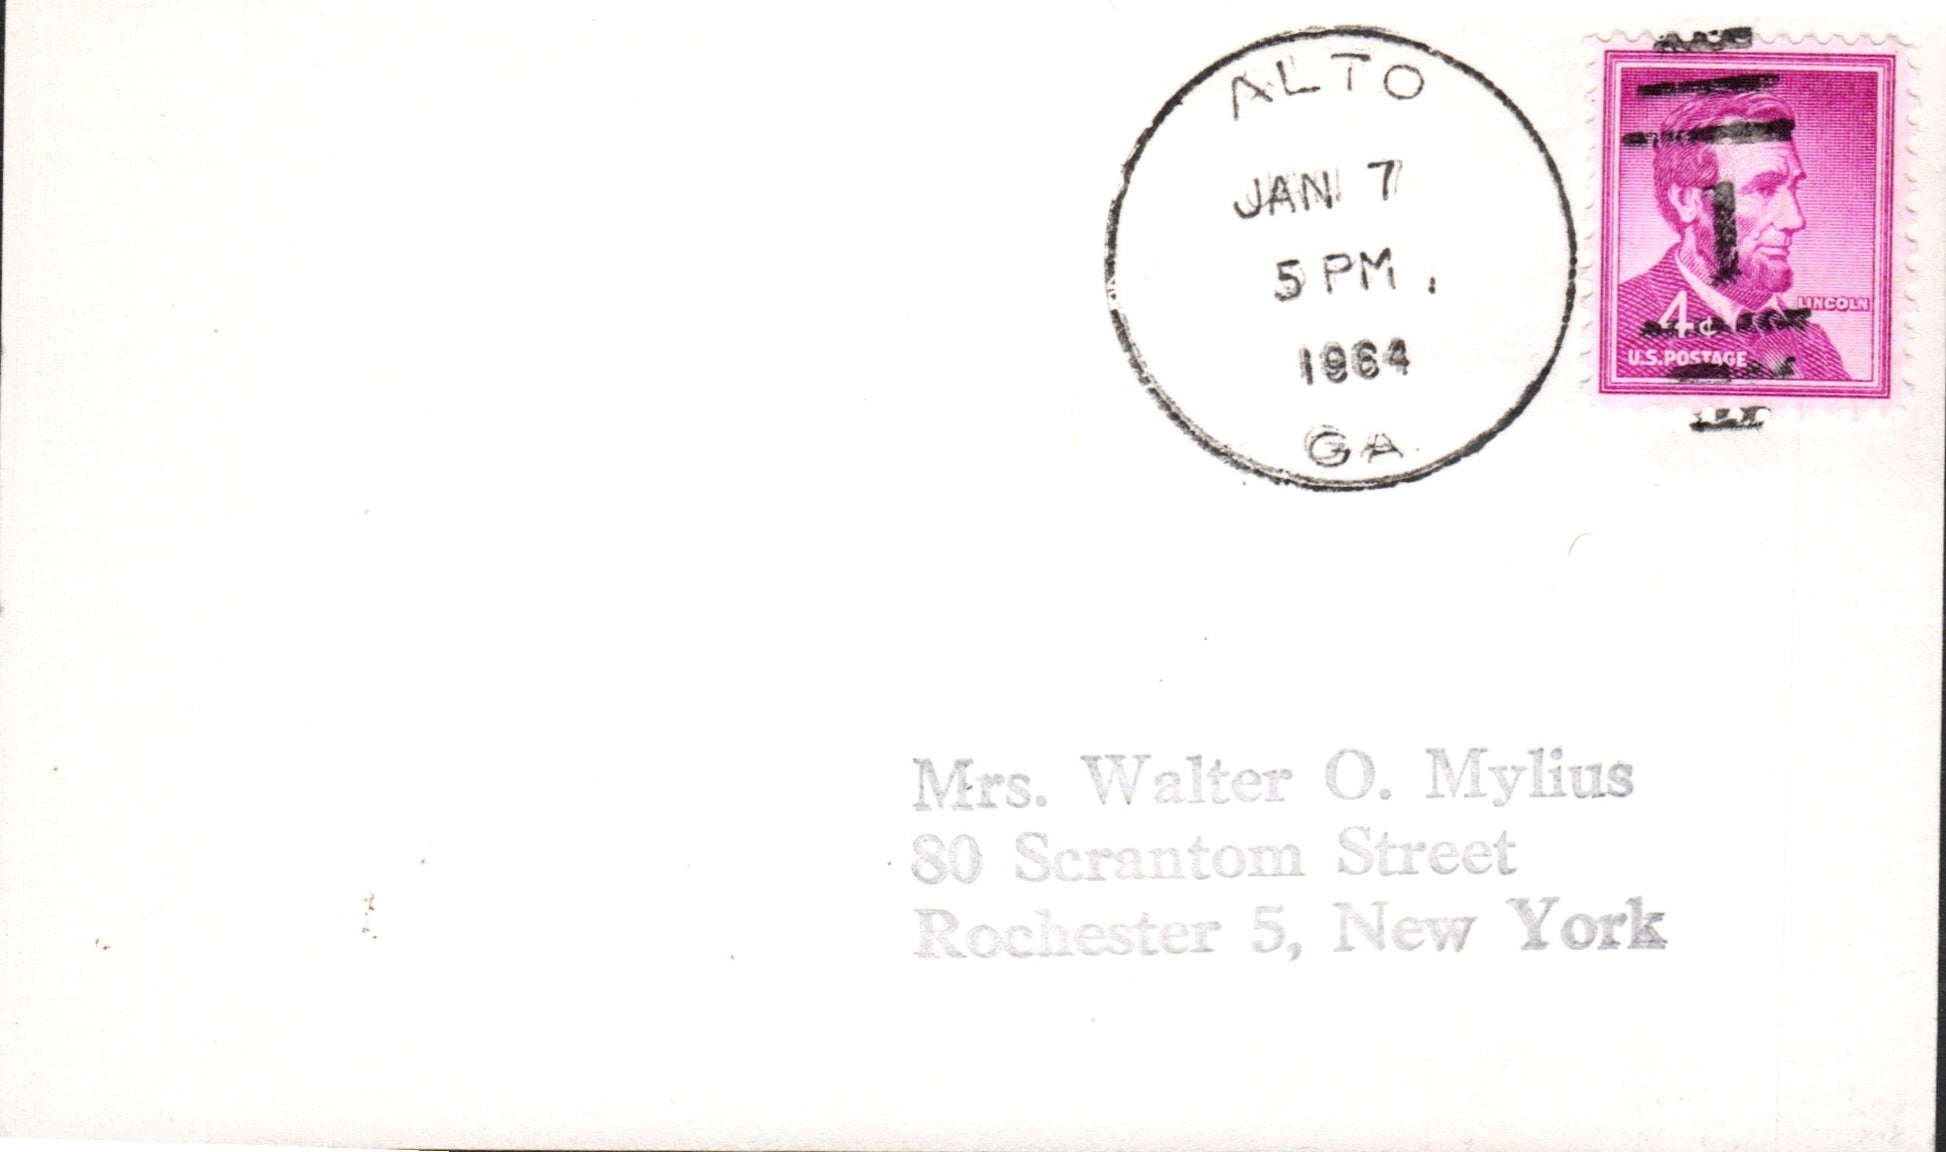 ALTO
JAN 7
5 PM
1964
GA.
LINCOLN
4¢
U.S. POSTAGE
Mrs. Walter O. Mylius
80 Scrantom Street
Rochester 5, New York